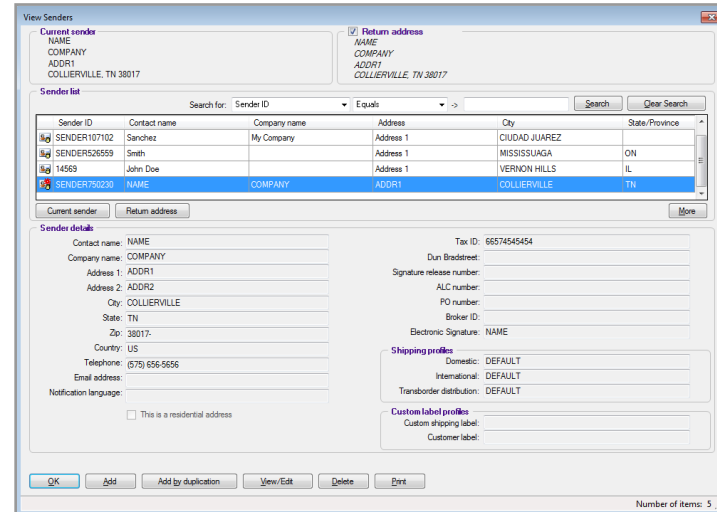 View Senders
Current sender
NAME
COMPANY
ADDR1
COLLIERVILLE, TN 38017
Return address
NAME
COMPANY
ADDR1
COLLIERVILLE, TN 38017
Sender list
Search for: Sender ID Equals -> Search Clear Search
Sender ID Contact name Company name Address City State/Province
SENDER107102 Sanchez My Company Address 1 CIUDAD JUAREZ
SENDER526559 Smith Address 1 MISSISSUAGA ON
14569 John Doe Address 1 VERNON HILLS IL
SENDER750230 NAME COMPANY ADDR1 COLLIERVILLE TN
Current sender Return address More
Sender details
Contact name: NAME
Company name: COMPANY
Address 1: ADDR1
Address 2: ADDR2
City: COLLIERVILLE
State: TN
Zip: 38017-
Country: US
Telephone: (575) 656-5656
Email address:
Notification language:
This is a residential address
Tax ID: 66574545454
Dun Bradstreet:
Signature release number:
ALC number:
PO number:
Broker ID:
Electronic Signature: NAME
Shipping profiles
Domestic: DEFAULT
International: DEFAULT
Transborder distribution: DEFAULT
Custom label profiles
Custom shipping label:
Customer label:
OK Add Add by duplication View/Edit Delete Print
Number of items: 5